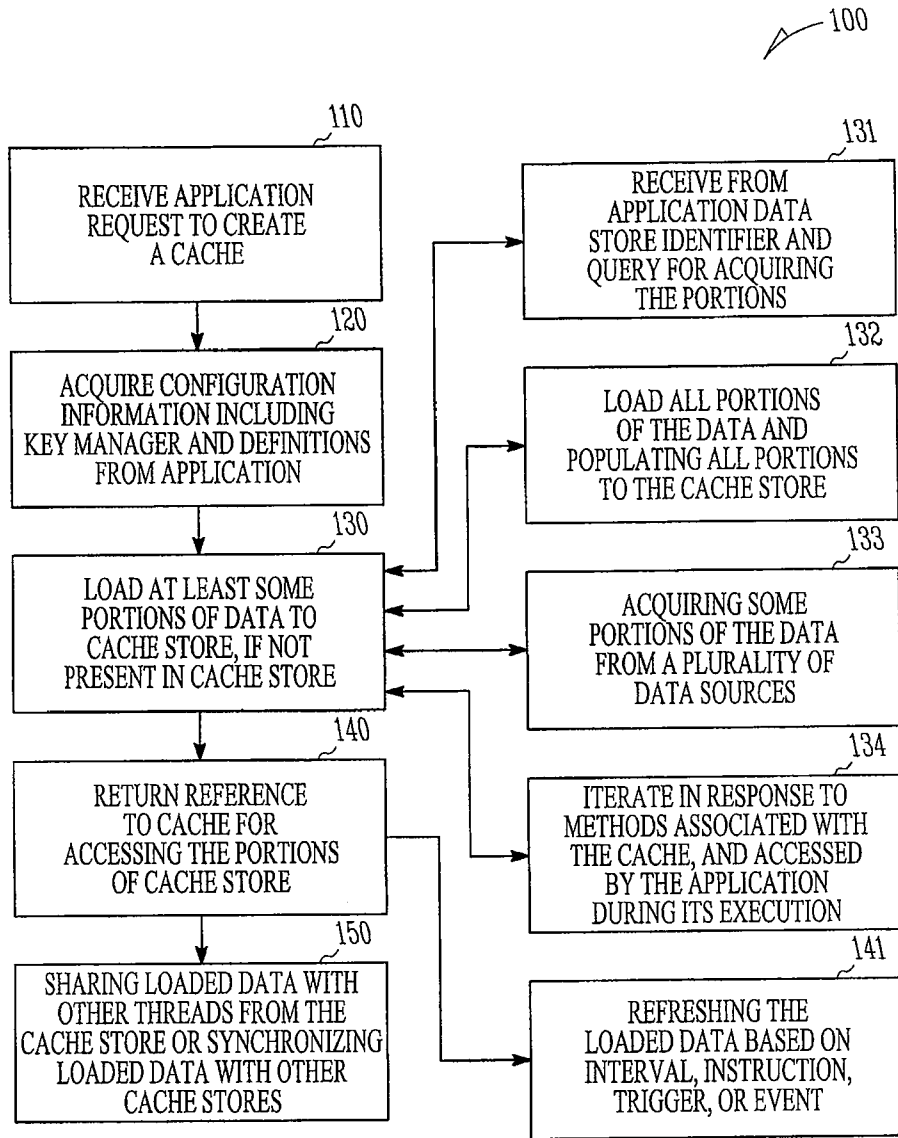 100
110
RECEIVE APPLICATION
REQUEST TO CREATE
A CACHE
120
ACQUIRE CONFIGURATION
INFORMATION INCLUDING
KEY MANAGER AND DEFINITIONS
FROM APPLICATION
130
LOAD AT LEAST SOME
PORTIONS OF DATA TO
CACHE STORE, IF NOT
PRESENT IN CACHE STORE
140
RETURN REFERENCE
TO CACHE FOR
ACCESSING THE PORTIONS
OF CACHE STORE
150
SHARING LOADED DATA WITH
OTHER THREADS FROM THE
CACHE STORE OR SYNCHRONIZING
LOADED DATA WITH OTHER
CACHE STORES
131
RECEIVE FROM
APPLICATION DATA
STORE IDENTIFIER AND
QUERY FOR ACQUIRING
THE PORTIONS
132
LOAD ALL PORTIONS
OF THE DATA AND
POPULATING ALL PORTIONS
TO THE CACHE STORE
133
ACQUIRING SOME
PORTIONS OF THE DATA
FROM A PLURALITY OF
DATA SOURCES
134
ITERATE IN RESPONSE TO
METHODS ASSOCIATED WITH
THE CACHE, AND ACCESSED
BY THE APPLICATION
DURING ITS EXECUTION
141
REFRESHING THE
LOADED DATA BASED ON
INTERVAL, INSTRUCTION,
TRIGGER, OR EVENT